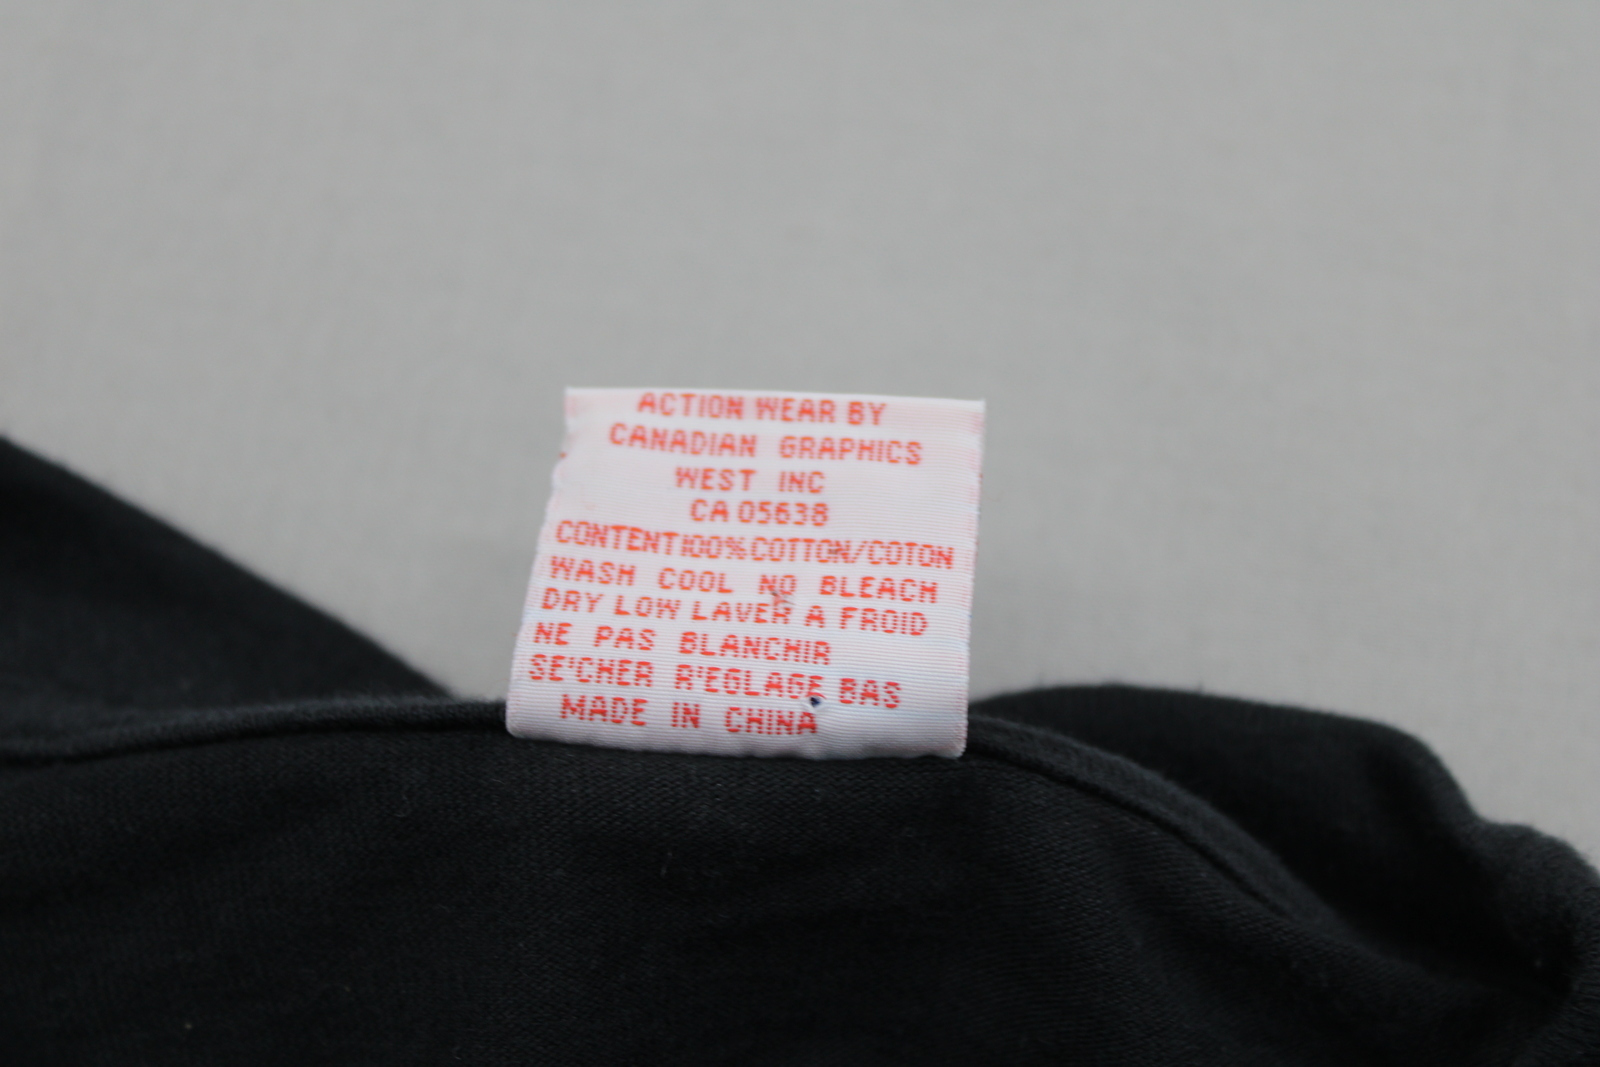 ACTION WEAR BY
CANADIAN GRAPHICS
WEST INC
CA 05638
CONTENT 100% COTTON/COTON
WASH COOL NO BLEACH
DRY LOW LAVER A FROID
NE PAS BLANCHIR
SE'CHER R'EGLAGE BAS
MADE IN CHINA